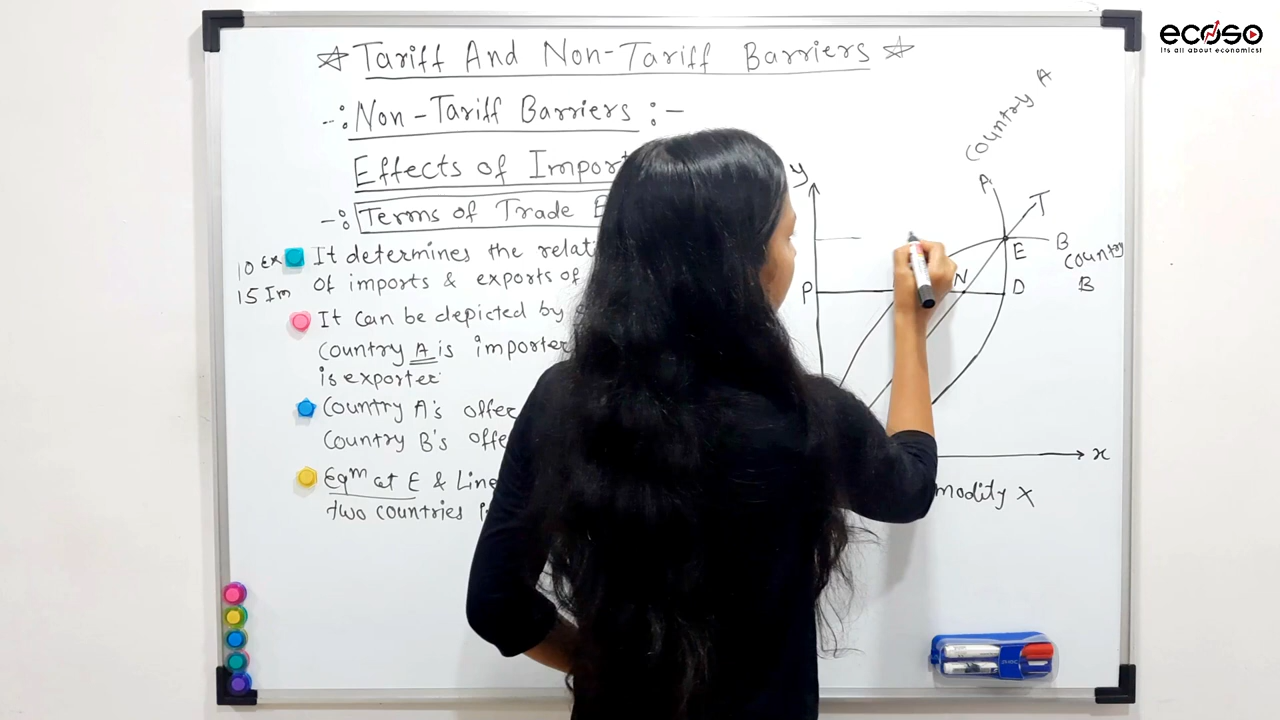 ecoso
its all about economics!
Tariff And Non-Tariff Barriers
Non-Tariff Barriers :-
Effects of Import
Terms of Trade
It determines the
of imports & exports of
10 Ex
15 Im
It can be depicted by
country A is importer
is exporter
Country A's offer
Country B's offe
Eqm at E & Line
two countries
Country A
y
A
T
E
B
Country
B
P
N
D
x
modity X